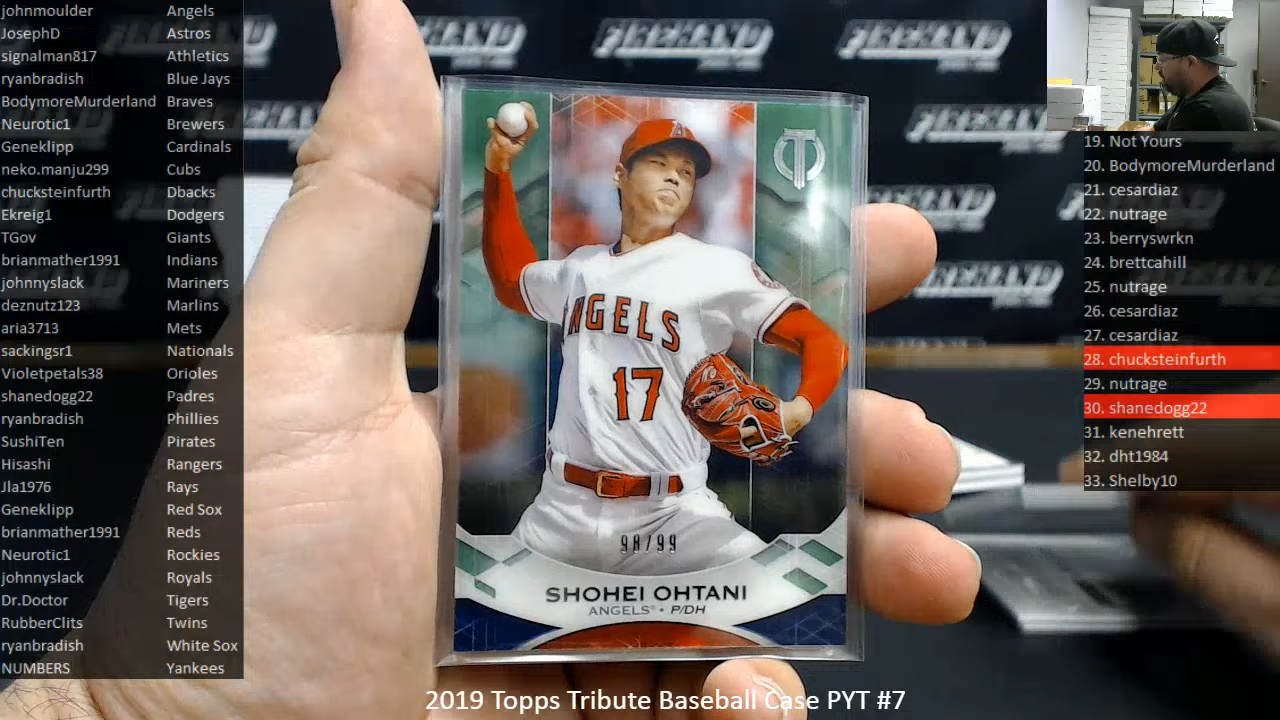 johnmoulder Angels
JosephD Astros
signalman817 Athletics
ryanbradish Blue Jays
BodymoreMurderland Braves
Neurotic1 Brewers
Geneklipp Cardinals
neko.manju299 Cubs
chucksteinfurth Dbacks
Ekreig1 Dodgers
TGov Giants
brianmather1991 Indians
johnnyslack Mariners
deznutz123 Marlins
aria3713 Mets
sackingsr1 Nationals
Violetpetals38 Orioles
shanedogg22 Padres
ryanbradish Phillies
SushiTen Pirates
Hisashi Rangers
Jla1976 Rays
Geneklipp Red Sox
brianmather1991 Reds
Neurotic1 Rockies
johnnyslack Royals
Dr.Doctor Tigers
RubberClits Twins
ryanbradish White Sox
NUMBERS Yankees
FIREHAND
FIREHAND
FIREHAND
ANGELS
17
98/99
SHOHEI OHTANI
ANGELS • P/DH
19. Not Yours
20. BodymoreMurderland
21. cesardiaz
22. nutrage
23. berryswrkn
24. brettcahill
25. nutrage
26. cesardiaz
27. cesardiaz
28. chucksteinfurth
29. nutrage
30. shanedogg22
31. kenehrett
32. dht1984
33. Shelby10
2019 Topps Tribute Baseball Case PYT #7